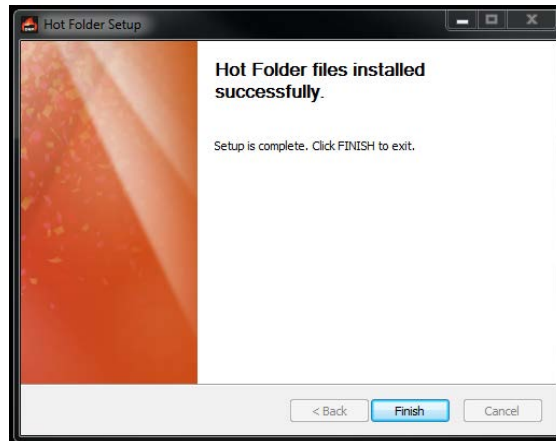 Hot Folder Setup
Hot Folder files installed
successfully.
Setup is complete. Click FINISH to exit.
< Back
Finish
Cancel